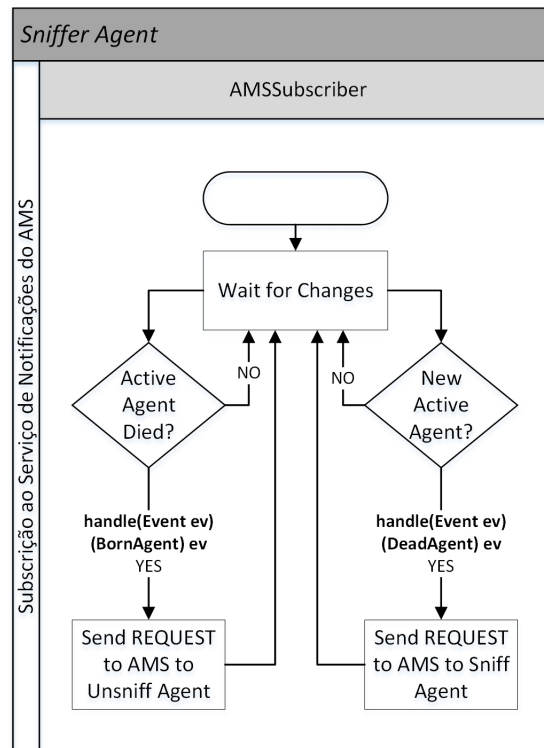 Sniffer Agent
AMSSubscriber
Subscrição ao Serviço de Notificações do AMS
Wait for Changes
Active
Agent
Died?
NO
NO
New
Active
Agent?
handle(Event ev)
(BornAgent) ev
YES
handle(Event ev)
(DeadAgent) ev
YES
Send REQUEST
to AMS to
Unsniff Agent
Send REQUEST
to AMS to Sniff
Agent